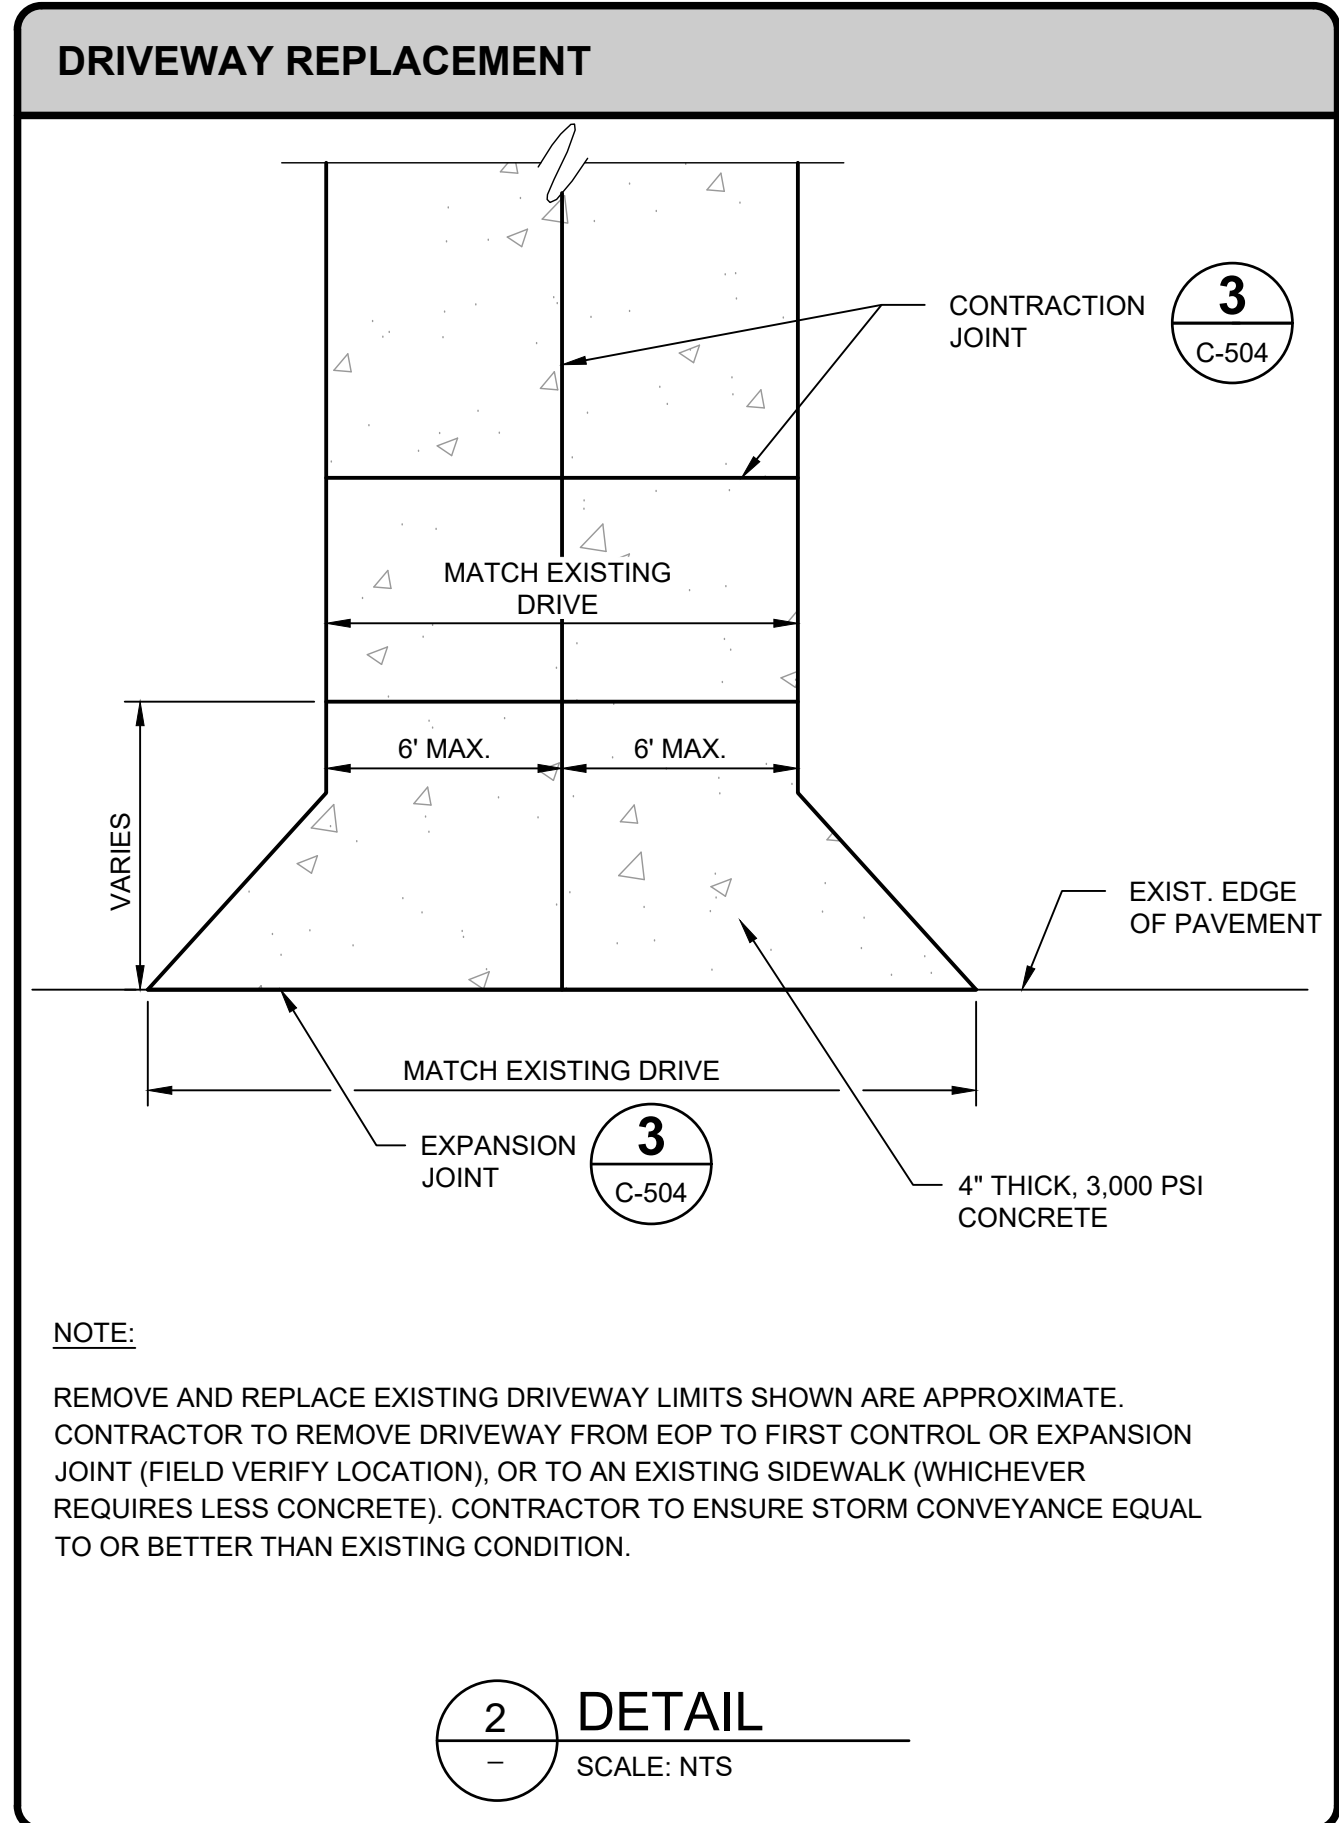 DRIVEWAY REPLACEMENT
CONTRACTION
JOINT
3
C-504
MATCH EXISTING
DRIVE
6' MAX.
6' MAX.
VARIES
EXIST. EDGE
OF PAVEMENT
MATCH EXISTING DRIVE
EXPANSION
JOINT
3
C-504
4" THICK, 3,000 PSI
CONCRETE
NOTE:
REMOVE AND REPLACE EXISTING DRIVEWAY LIMITS SHOWN ARE APPROXIMATE.
CONTRACTOR TO REMOVE DRIVEWAY FROM EOP TO FIRST CONTROL OR EXPANSION
JOINT (FIELD VERIFY LOCATION), OR TO AN EXISTING SIDEWALK (WHICHEVER
REQUIRES LESS CONCRETE). CONTRACTOR TO ENSURE STORM CONVEYANCE EQUAL
TO OR BETTER THAN EXISTING CONDITION.
2
–
DETAIL
SCALE: NTS